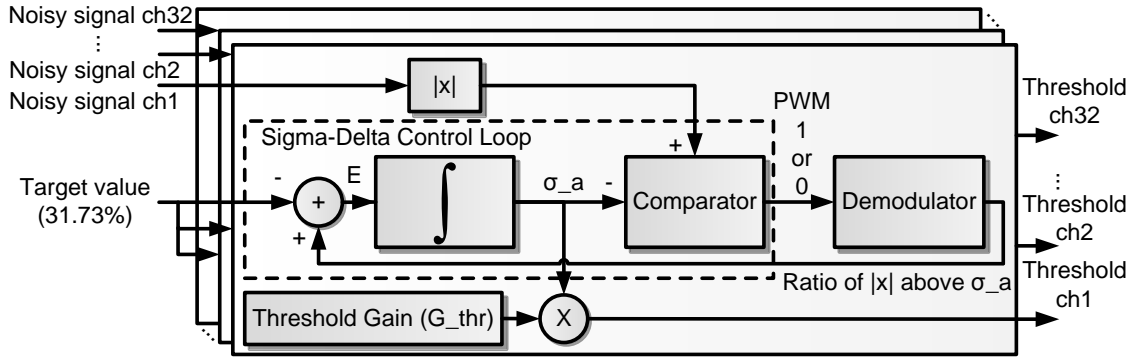 Noisy signal ch32
⋮
Noisy signal ch2
Noisy signal ch1
|x|
PWM
1
or
0
Threshold
ch32
Sigma-Delta Control Loop
+
Target value
(31.73%)
-
+
+
E
∫
σ_a
-
Comparator
Demodulator
⋮
Threshold
ch2
Ratio of |x| above σ_a
Threshold
ch1
Threshold Gain (G_thr)
X